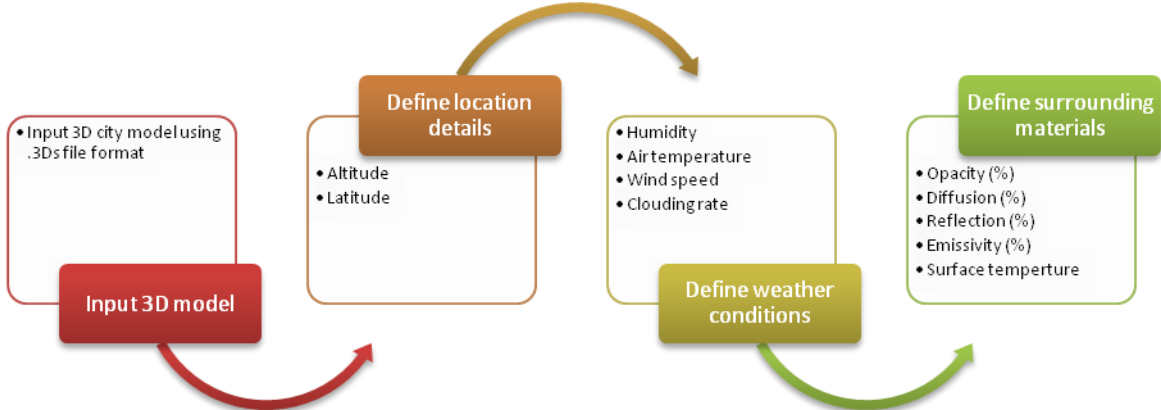 • Input 3D city model using
.3Ds file format
Input 3D model
Define location
details
• Altitude
• Latitude
• Humidity
• Air temperature
• Wind speed
• Clouding rate
Define weather
conditions
Define surrounding
materials
• Opacity (%)
• Diffusion (%)
• Reflection (%)
• Emissivity (%)
• Surface temperture